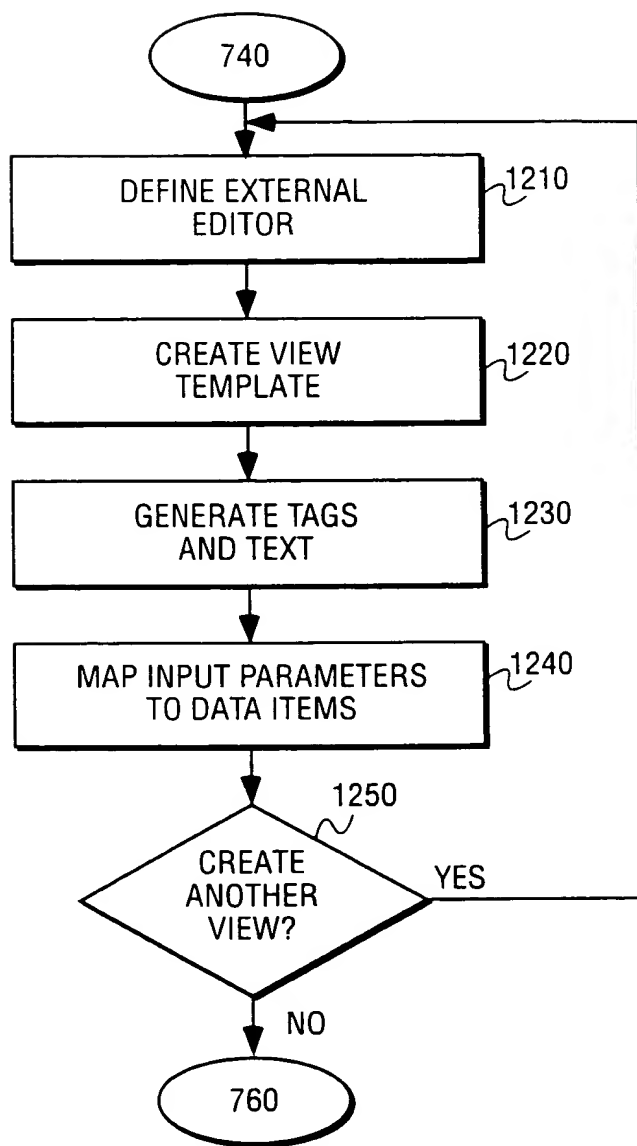 740
DEFINE EXTERNAL
EDITOR
1210
CREATE VIEW
TEMPLATE
1220
GENERATE TAGS
AND TEXT
1230
MAP INPUT PARAMETERS
TO DATA ITEMS
1240
1250
CREATE
ANOTHER
VIEW?
YES
NO
760